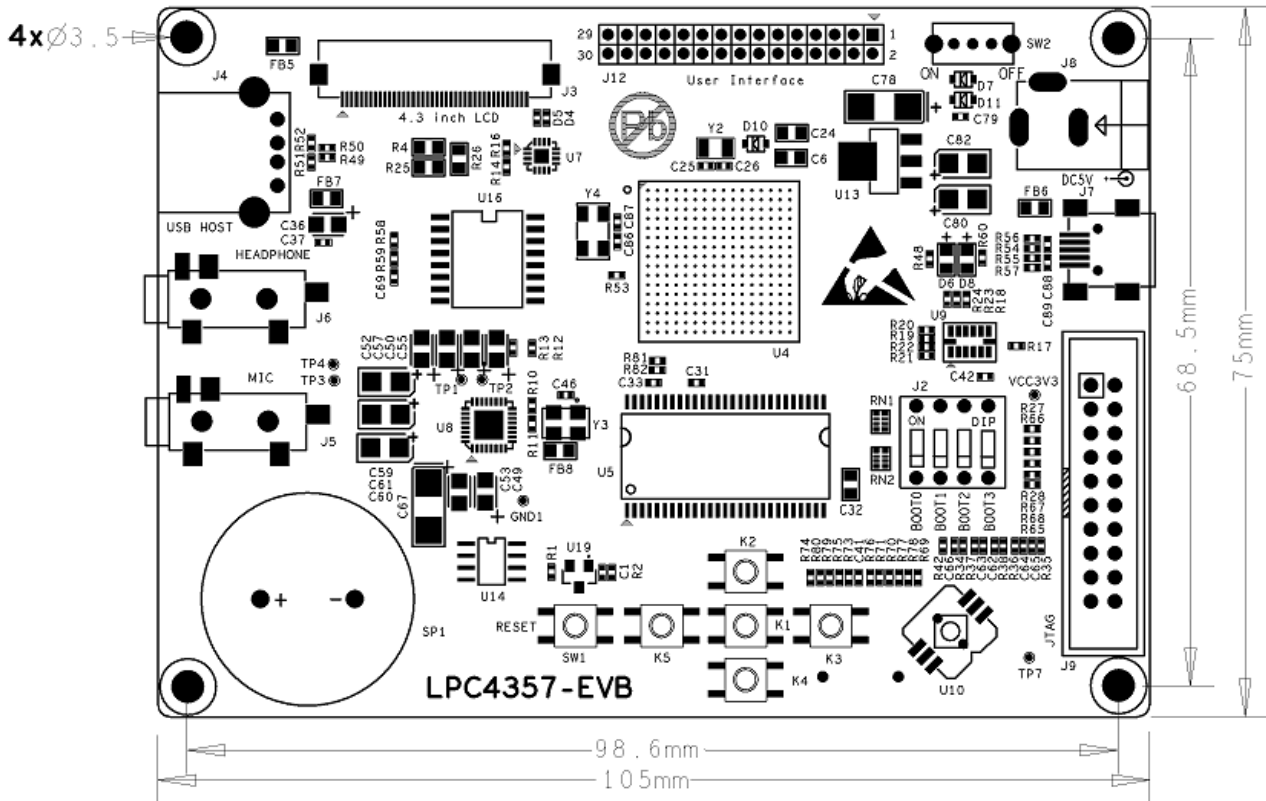 4xØ3.5
FB5
J4
J3
4.3 inch LCD
29
30
1
2
J12
User Interface
SW2
ON
OFF
J8
C78
D7
D11
C79
D5
D4
Pb
Y2
D10
C24
C25
C26
C6
U13
C82
C80
DC5V
J7
FB6
R52
R51
R50
R49
R4
R25
R26
R16
R14
U7
FB7
C36
C37
USB HOST
HEADPHONE
R58
R59
C69
U16
Y4
C87
C86
R53
U4
R48
R60
D6
D8
R56
R54
R55
R57
C88
C89
R24
R23
R18
U9
R20
R19
R22
R21
R17
C42
VCC3V3
J6
C52
C57
C50
C55
R13
R12
R81
R82
C33
C31
TP4
TP3
TP1
TP2
MIC
J5
R10
R11
C46
Y3
FB8
U8
U5
RN1
RN2
J2
ON
DIP
BOOT0
BOOT1
BOOT2
BOOT3
R27
R66
R28
R67
R68
R65
C59
C61
C60
C67
C53
C49
GND1
C32
U14
R1
U19
C1
R2
K2
R74
R80
R79
R75
R73
C41
R76
R71
R70
R77
R78
R69
R42
C66
R34
R37
C63
C62
R38
R36
C64
C65
R35
SP1
RESET
SW1
K5
K1
K3
K4
U10
TP7
JTAG
J9
LPC4357-EVB
68.5mm
75mm
98.6mm
105mm